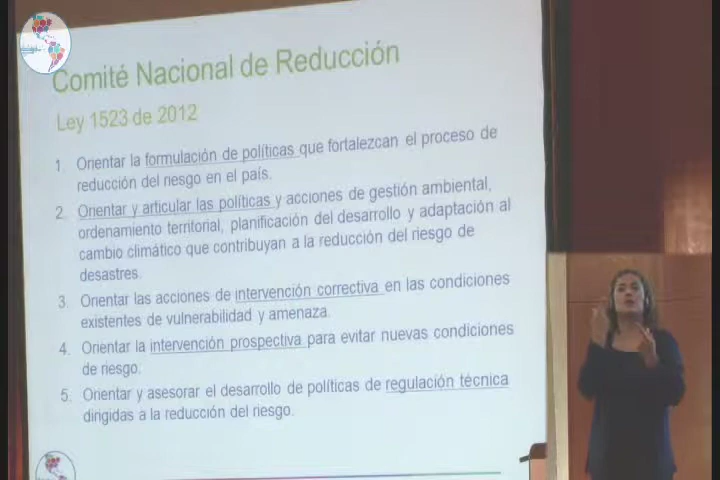 Comité Nacional de Reducción
Ley 1523 de 2012
1. Orientar la formulación de políticas que fortalezcan el proceso de
reducción del riesgo en el país.
2. Orientar y articular las políticas y acciones de gestión ambiental,
ordenamiento territorial, planificación del desarrollo y adaptación al
cambio climático que contribuyan a la reducción del riesgo de
desastres.
3. Orientar las acciones de intervención correctiva en las condiciones
existentes de vulnerabilidad y amenaza.
4. Orientar la intervención prospectiva para evitar nuevas condiciones
de riesgo.
5. Orientar y asesorar el desarrollo de políticas de regulación técnica
dirigidas a la reducción del riesgo.